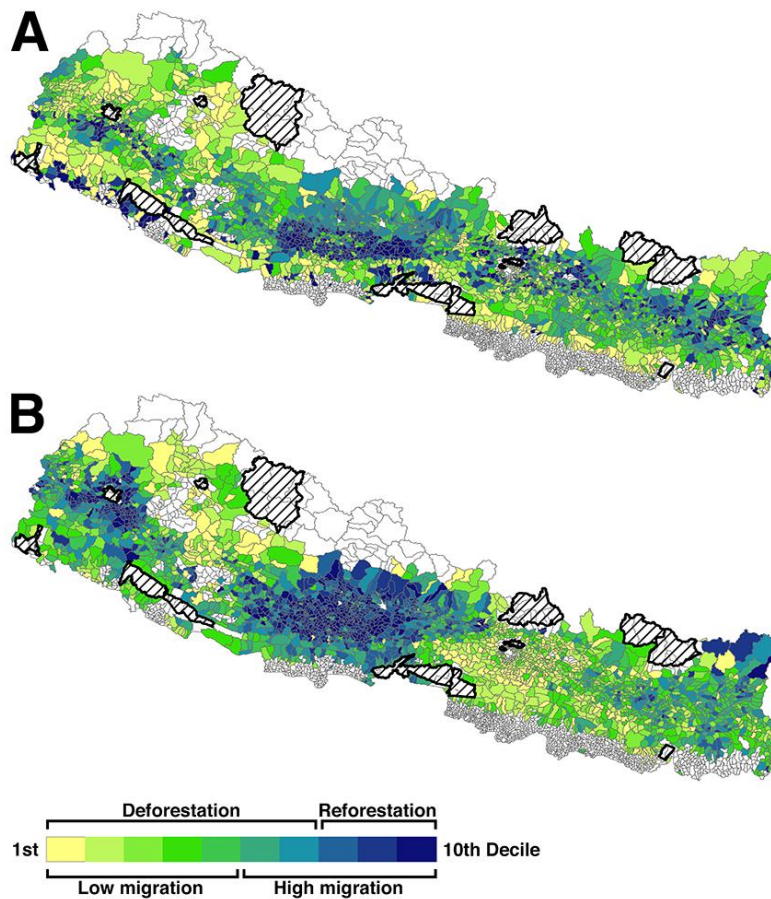 A
B
Deforestation Reforestation
1st 10th Decile
Low migration High migration